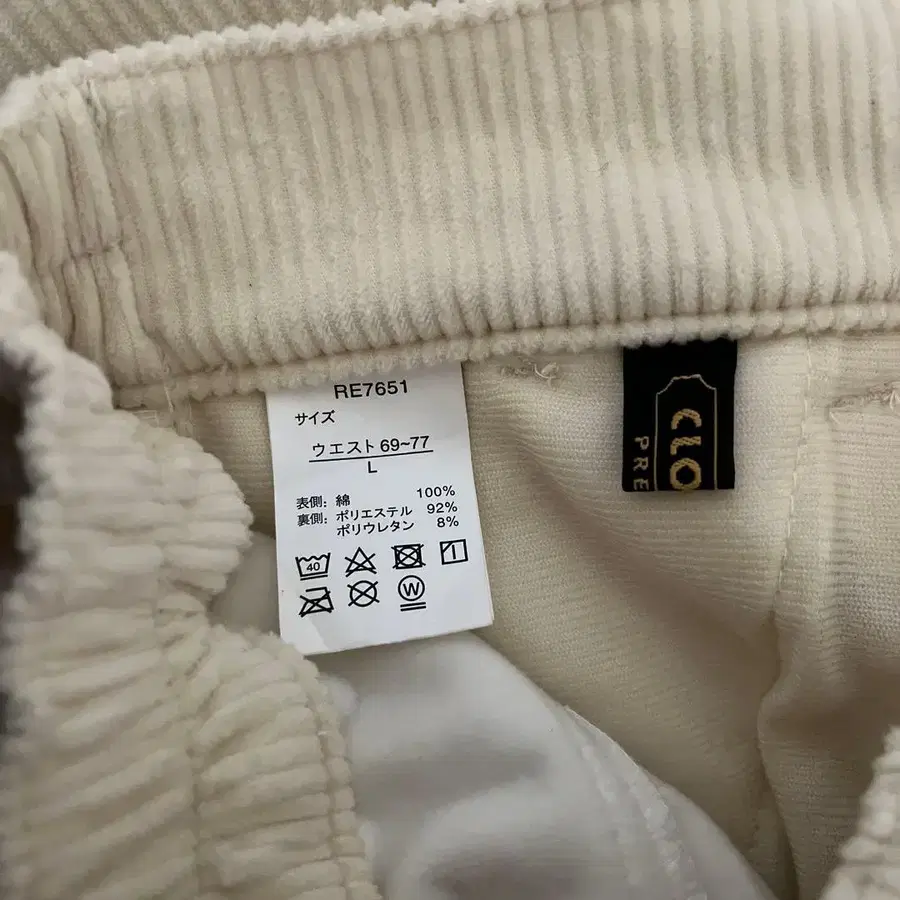 RE7651
サイズ
ウエスト 69~77
L
表側: 綿 100%
裏側: ポリエステル 92%
ポリウレタン 8%
40
W
CLO
PRE